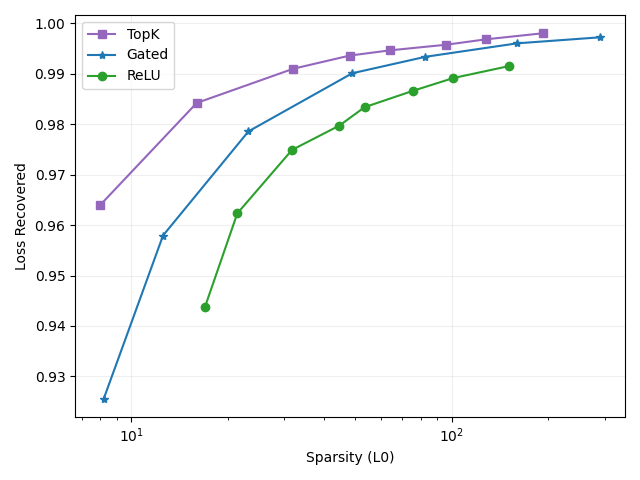 TopK
Gated
ReLU
1.00
0.99
0.98
0.97
0.96
0.95
0.94
0.93
Loss Recovered
10¹
10²
Sparsity (L0)